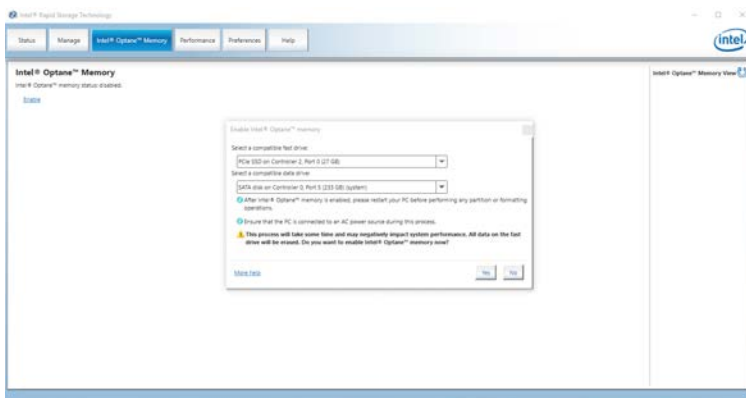 Intel® Rapid Storage Technology
Status Manage Intel® Optane™ Memory Performance Preferences Help
intel
Intel® Optane™ Memory
Intel® Optane™ memory status: disabled.
Enable
Intel® Optane™ Memory View
Enable Intel® Optane™ memory
Select a compatible fast drive:
PCIe SSD on Controller 2, Port 0 (27 GB)
Select a compatible data drive:
SATA disk on Controller 0, Port 5 (233 GB) (system)
After Intel® Optane™ memory is enabled, please restart your PC before performing any partition or formatting
operations.
Ensure that the PC is connected to an AC power source during this process.
This process will take some time and may negatively impact system performance. All data on the fast
drive will be erased. Do you want to enable Intel® Optane™ memory now?
More help
Yes No